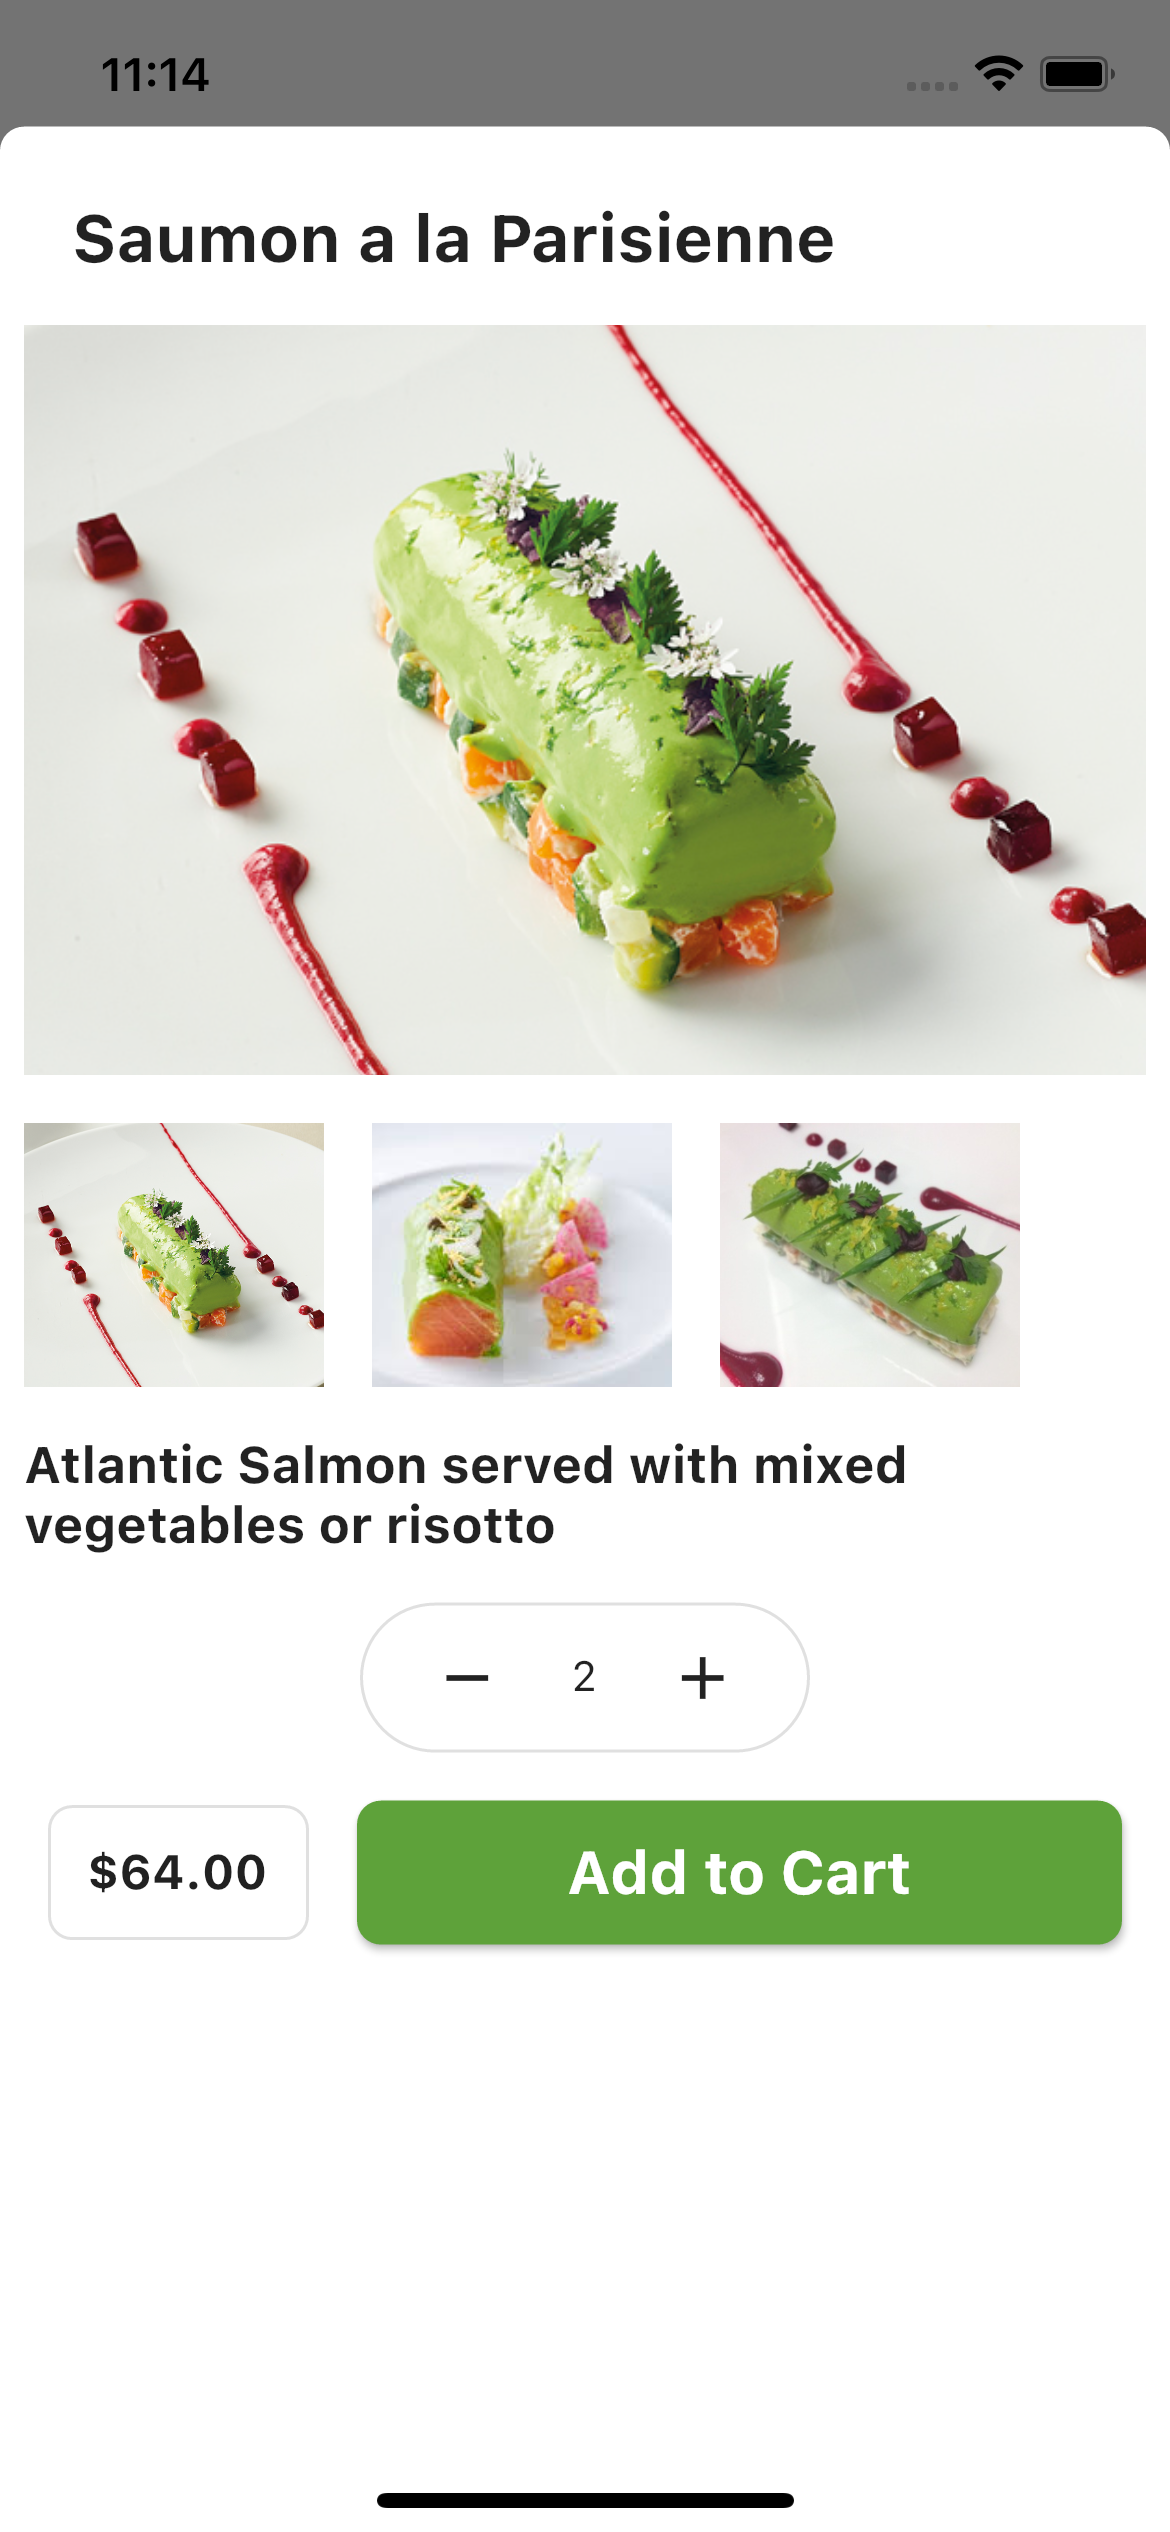 11:14
Saumon a la Parisienne
Atlantic Salmon served with mixed
vegetables or risotto
2
$64.00
Add to Cart